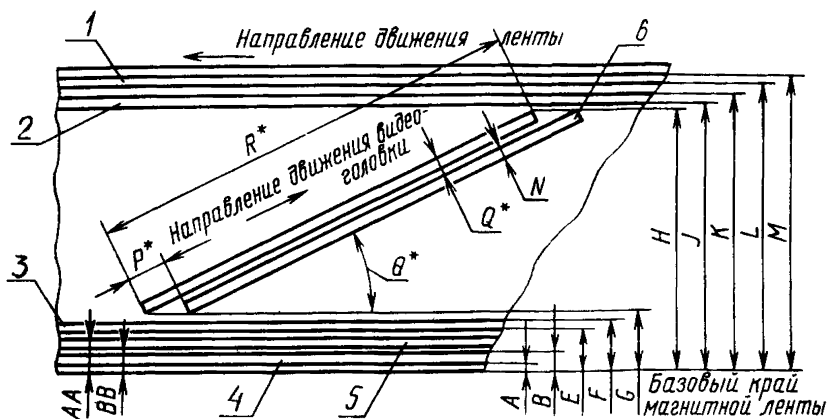 1
Направление движения ленты
6
2
R*
Направление движения видео-
головки
Q*
N
P*
θ*
H
J
K
L
M
3
AA
BB
4
5
A
B
E
F
G
Базовый край
магнитной ленты